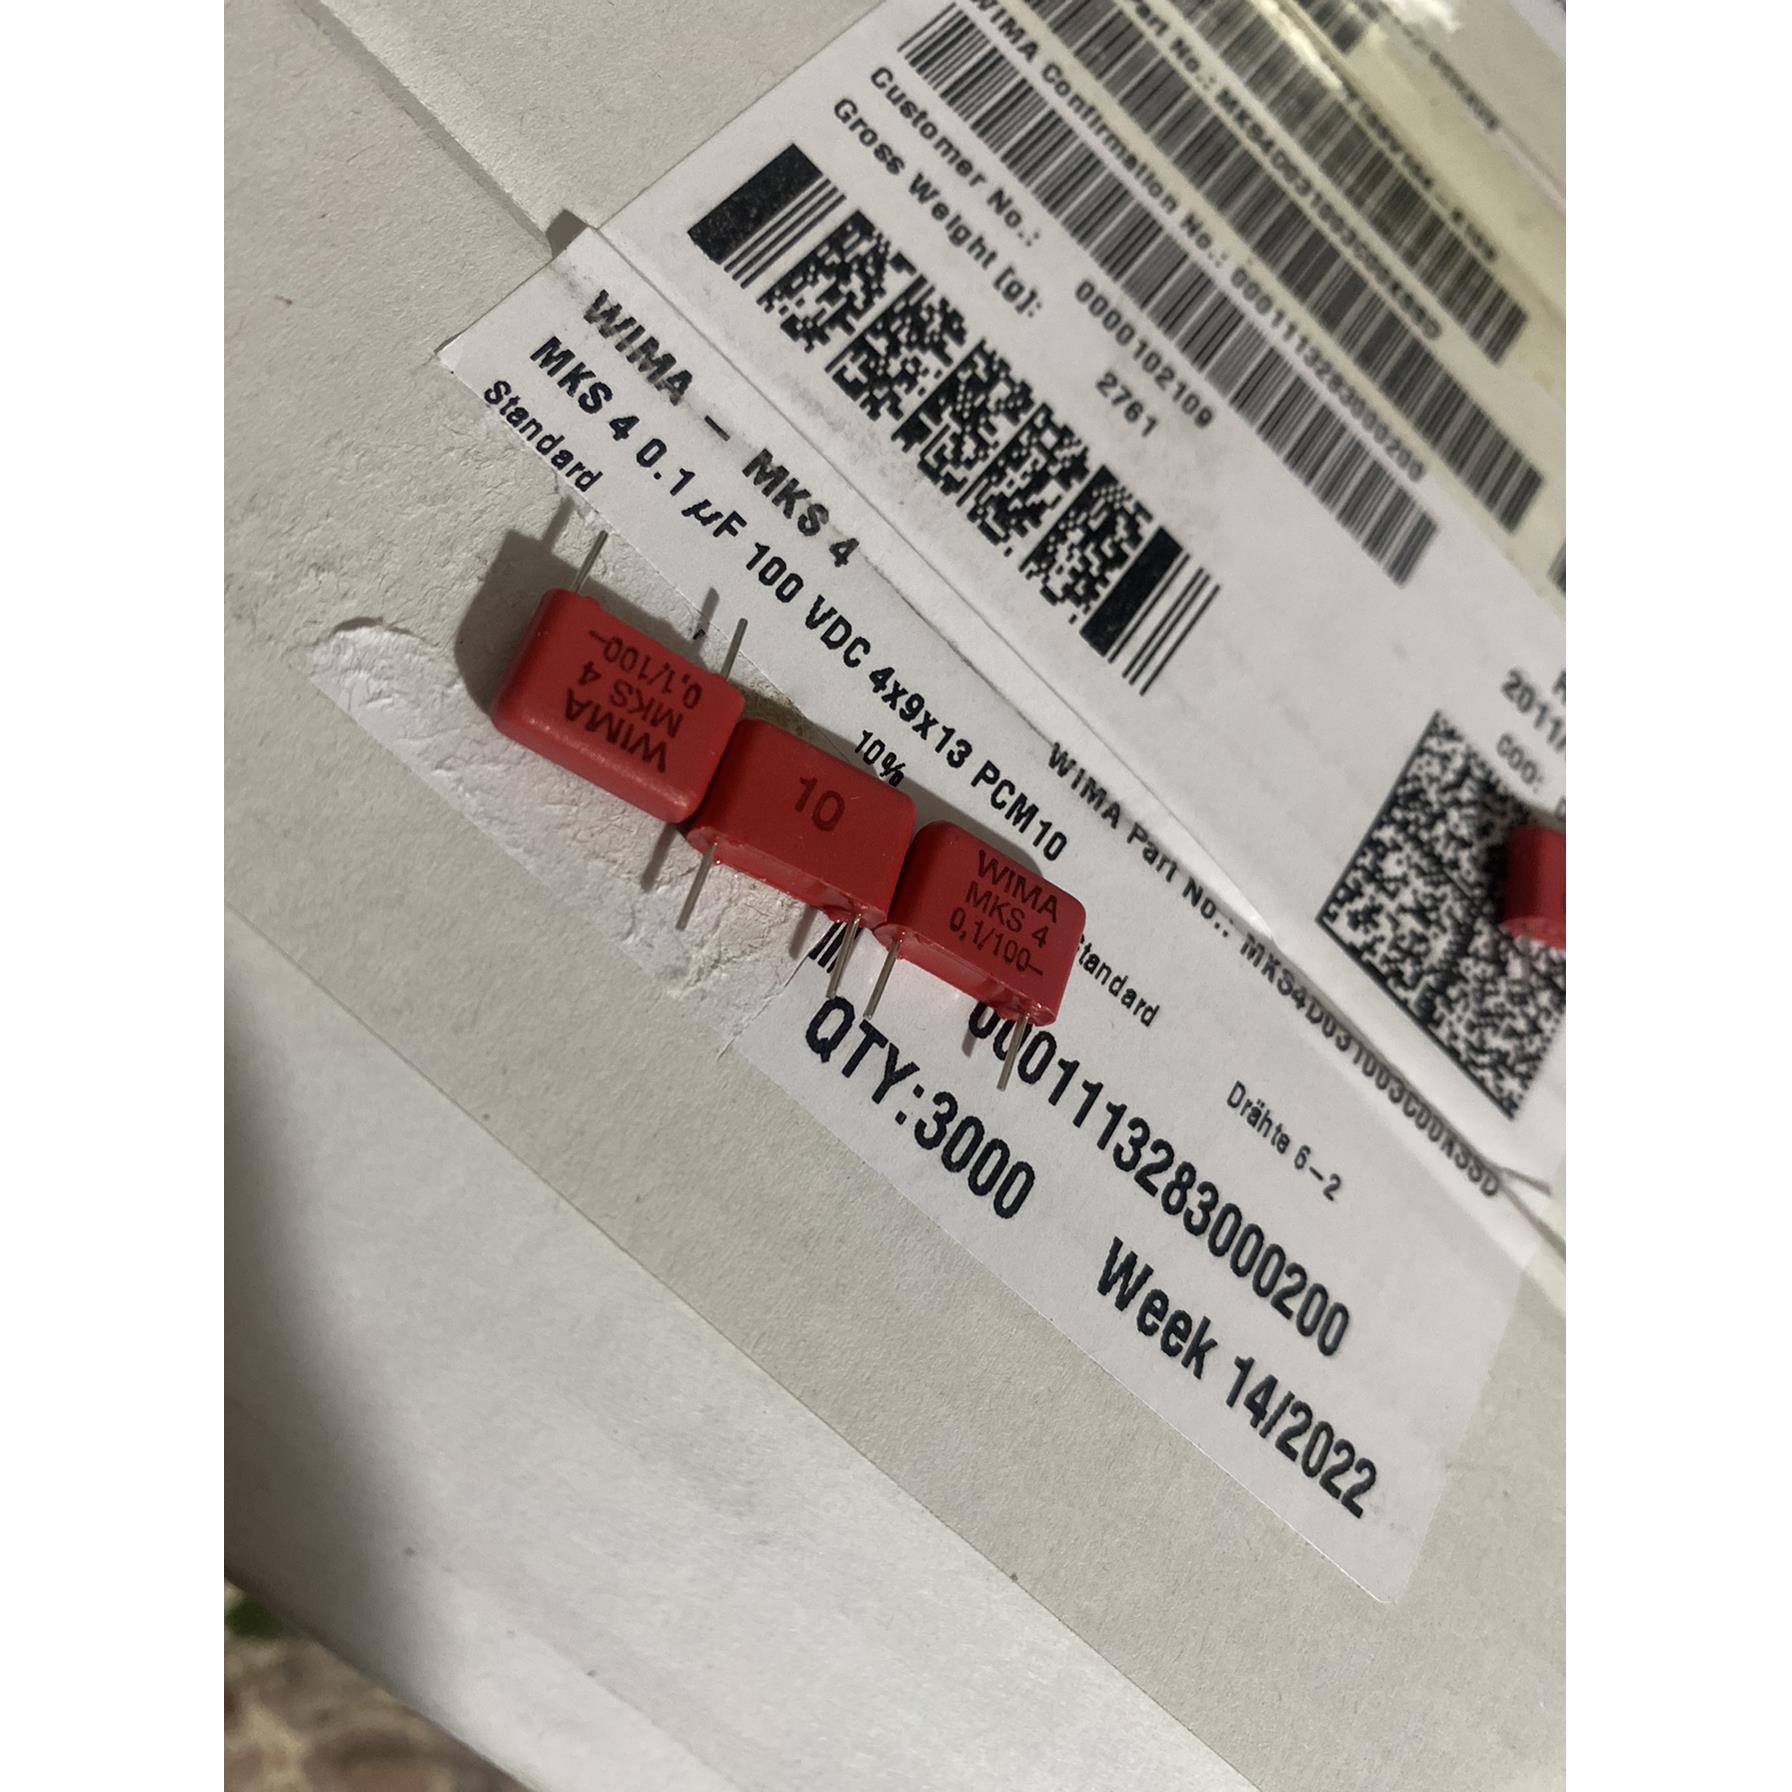 WIMA Confirmation No.: 0001113283000200
Customer No.: 0000102109
Gross Weight [g]: 2761
WIMA - MKS 4
MKS 4 0.1 µF 100 VDC 4x9x13 PCM10
Standard
10%
WIMA Part No.: MKS4D031003C00KSSD
Drähte 6-2
0001113283000200
QTY:3000
Week 14/2022
WIMA
MKS 4
0,1/100-
10
WIMA
MKS 4
0,1/100-